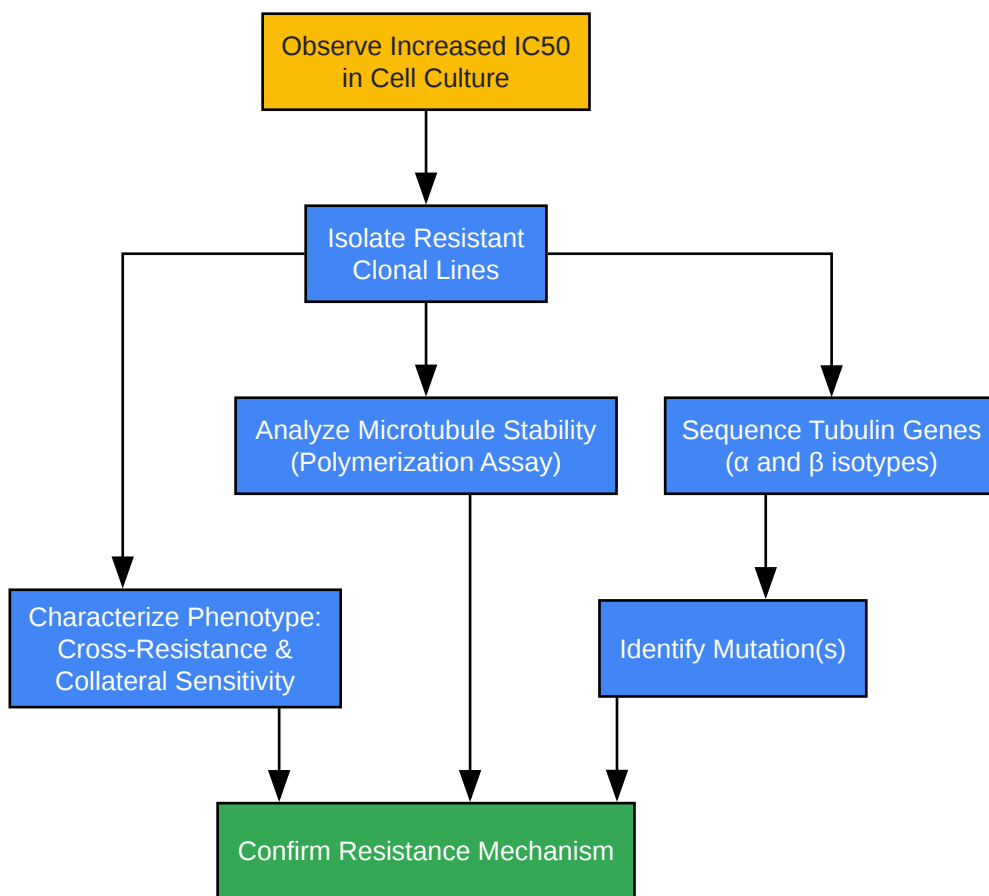 Observe Increased IC50
in Cell Culture
Isolate Resistant
Clonal Lines
Analyze Microtubule Stability
(Polymerization Assay)
Sequence Tubulin Genes
(α and β isotypes)
Characterize Phenotype:
Cross-Resistance &
Collateral Sensitivity
Identify Mutation(s)
Confirm Resistance Mechanism